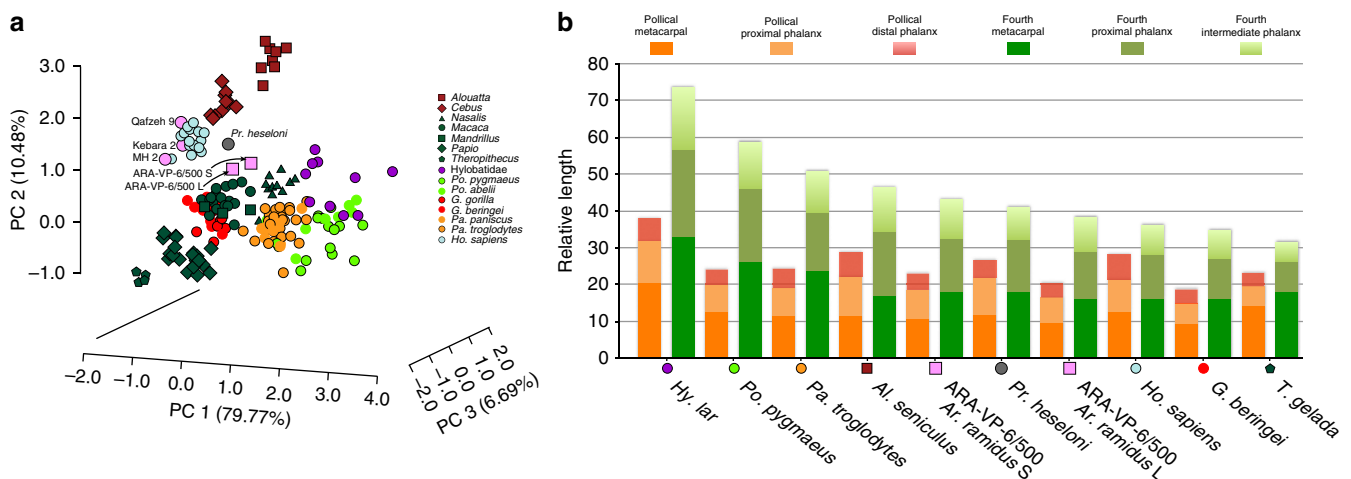 a
PC 2 (10.48%)
3.0
2.0
1.0
0.0
−1.0
Qafzeh 9
Kebara 2
MH 2
ARA-VP-6/500 S
ARA-VP-6/500 L
Pr. heseloni
−2.0
−1.0
0.0
1.0
2.0
3.0
4.0
PC 1 (79.77%)
−2.0
−1.0
0.0
1.0
2.0
PC 3 (6.69%)
Alouatta
Cebus
Nasalis
Macaca
Mandrillus
Papio
Theropithecus
Hylobatidae
Po. pygmaeus
Po. abelii
G. gorilla
G. beringei
Pa. paniscus
Pa. troglodytes
Ho. sapiens
b
Pollical
metacarpal
Pollical
proximal phalanx
Pollical
distal phalanx
Fourth
metacarpal
Fourth
proximal phalanx
Fourth
intermediate phalanx
Relative length
80
70
60
50
40
30
20
10
0
Hy. lar
Po. pygmaeus
Pa. troglodytes
Al. seniculus
ARA-VP-6/500
Ar. ramidus S
Pr. heseloni
ARA-VP-6/500
Ar. ramidus L
Ho. sapiens
G. beringei
T. gelada